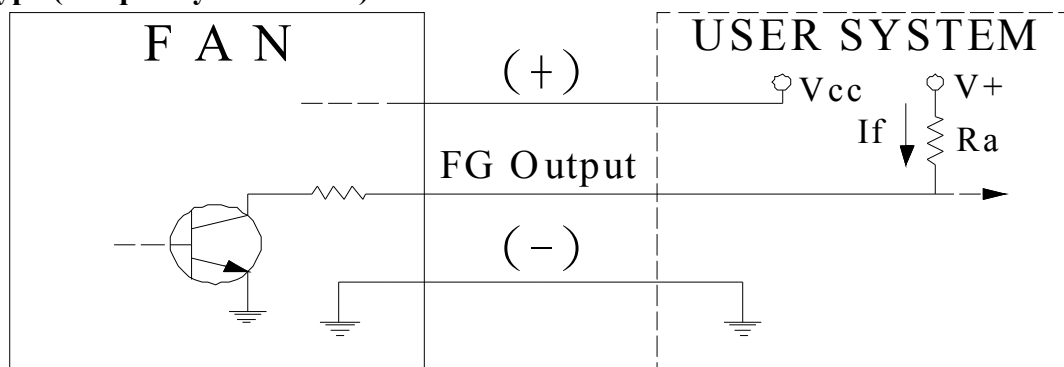 F A N
USER SYSTEM
(+)
Vcc
V+
If
Ra
FG Output
(-)